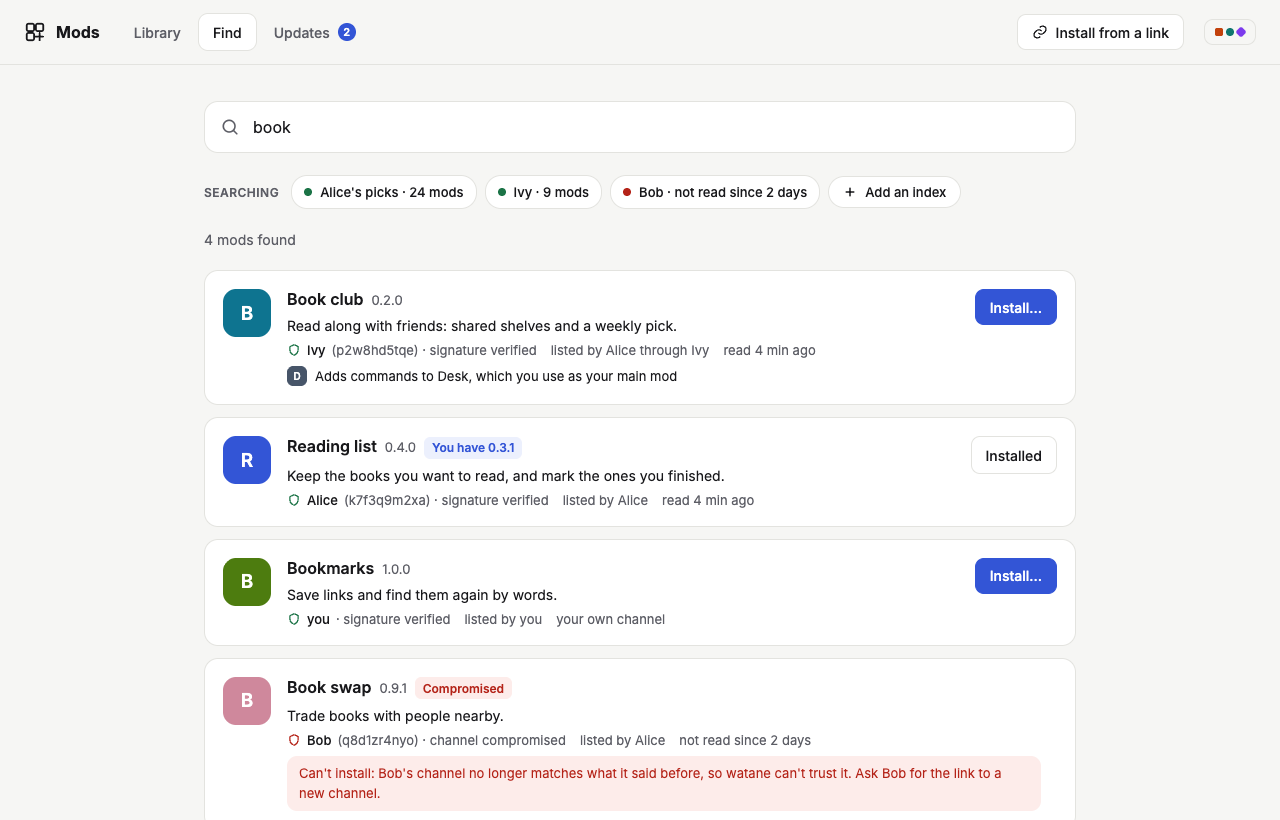 Mods
Library
Find
Updates 2
Install from a link
book
SEARCHING
Alice's picks · 24 mods
Ivy · 9 mods
Bob · not read since 2 days
+ Add an index
4 mods found
B
Book club 0.2.0
Install...
Read along with friends: shared shelves and a weekly pick.
Ivy (p2w8hd5tqe) · signature verified listed by Alice through Ivy read 4 min ago
D Adds commands to Desk, which you use as your main mod
R
Reading list 0.4.0 You have 0.3.1
Installed
Keep the books you want to read, and mark the ones you finished.
Alice (k7f3q9m2xa) · signature verified listed by Alice read 4 min ago
B
Bookmarks 1.0.0
Install...
Save links and find them again by words.
you · signature verified listed by you your own channel
B
Book swap 0.9.1 Compromised
Trade books with people nearby.
Bob (q8d1zr4nyo) · channel compromised listed by Alice not read since 2 days
Can't install: Bob's channel no longer matches what it said before, so watane can't trust it. Ask Bob for the link to a
new channel.